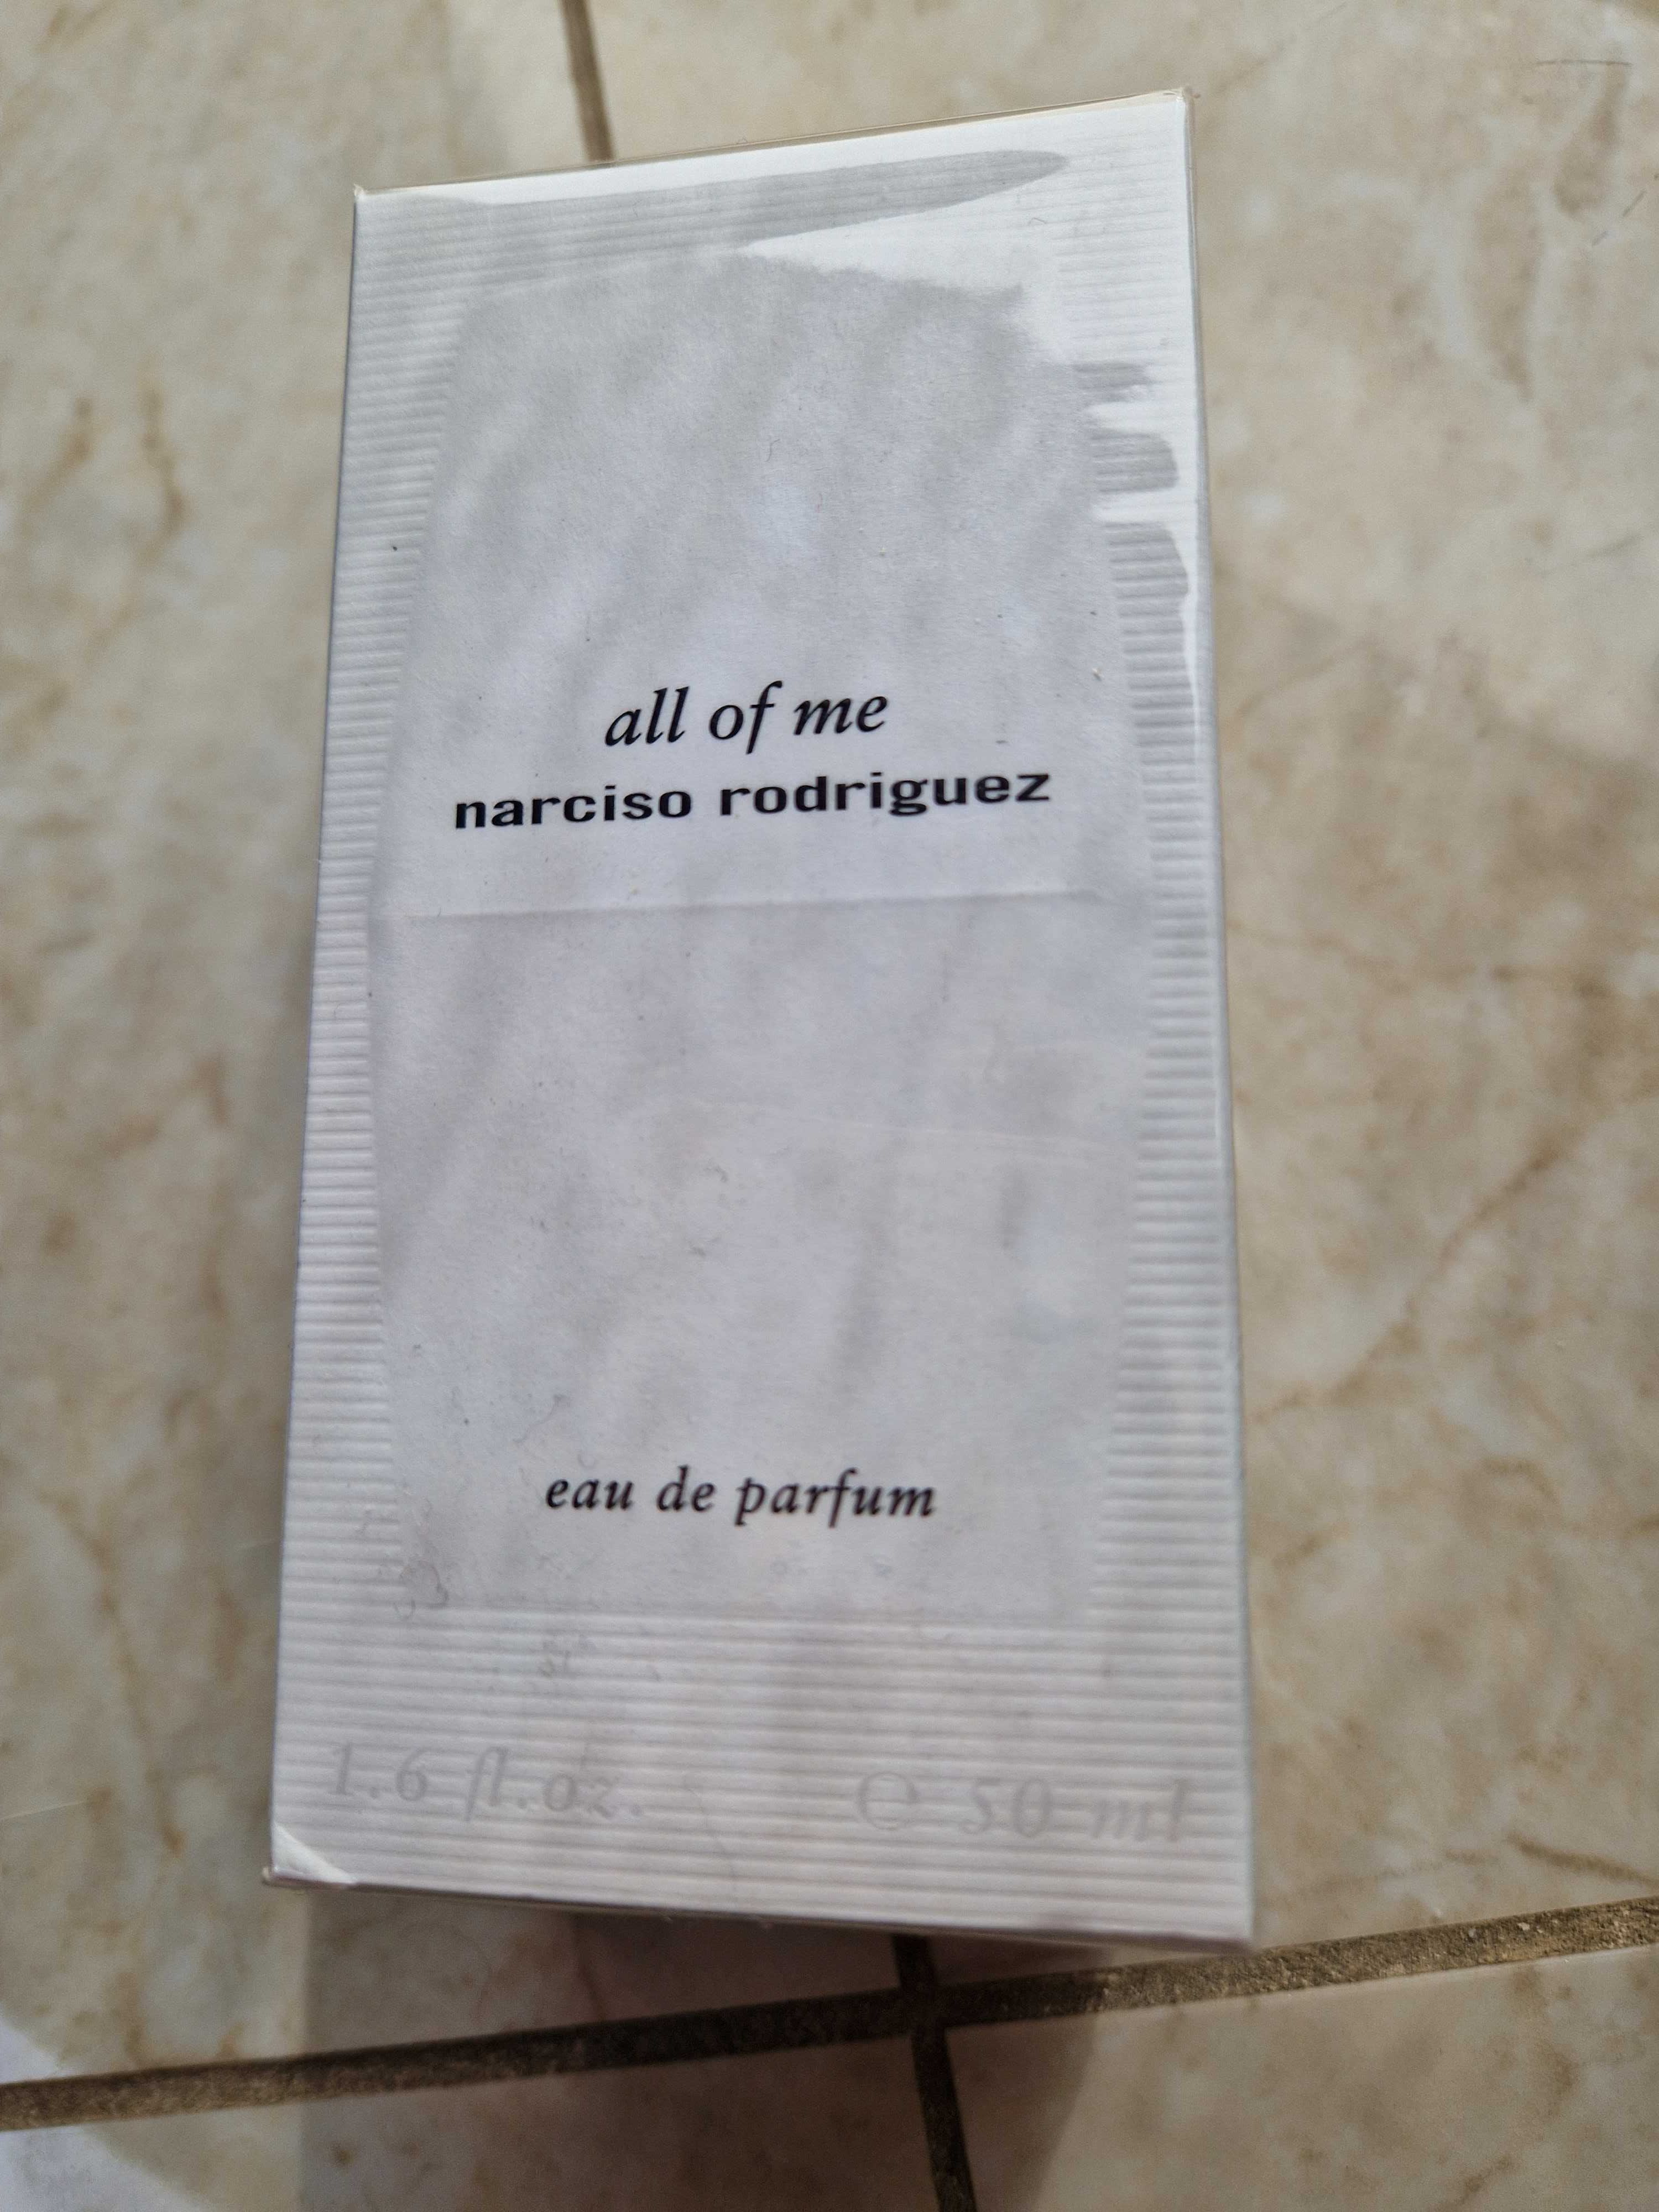 all of me
narciso rodriguez
eau de parfum
1.6 fl.oz. ℮ 50 ml